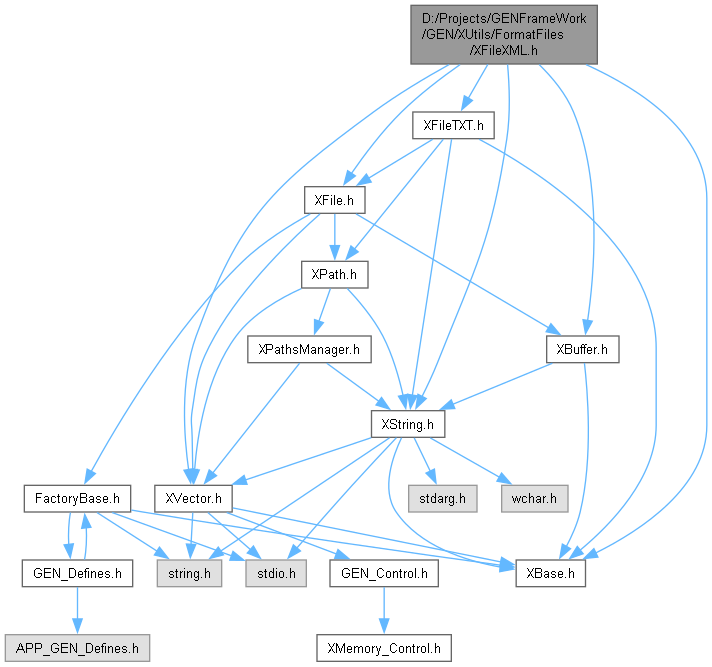 D:/Projects/GENFrameWork
/GEN/XUtils/FormatFiles
/XFileXML.h
XFileTXT.h
XFile.h
XPath.h
XPathsManager.h
XBuffer.h
XString.h
FactoryBase.h
XVector.h
stdarg.h
wchar.h
GEN_Defines.h
string.h
stdio.h
GEN_Control.h
XBase.h
APP_GEN_Defines.h
XMemory_Control.h